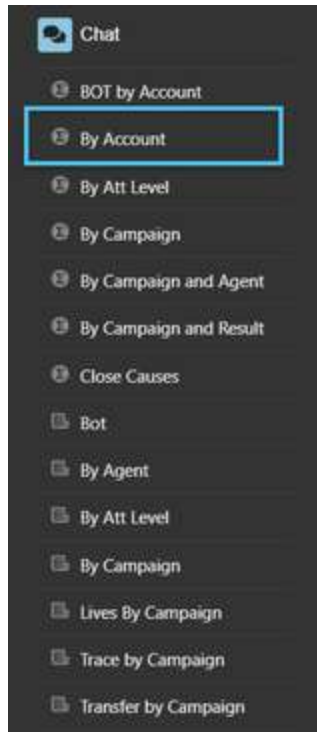 Chat
BOT by Account
By Account
By Att Level
By Campaign
By Campaign and Agent
By Campaign and Result
Close Causes
Bot
By Agent
By Att Level
By Campaign
Lives By Campaign
Trace by Campaign
Transfer by Campaign